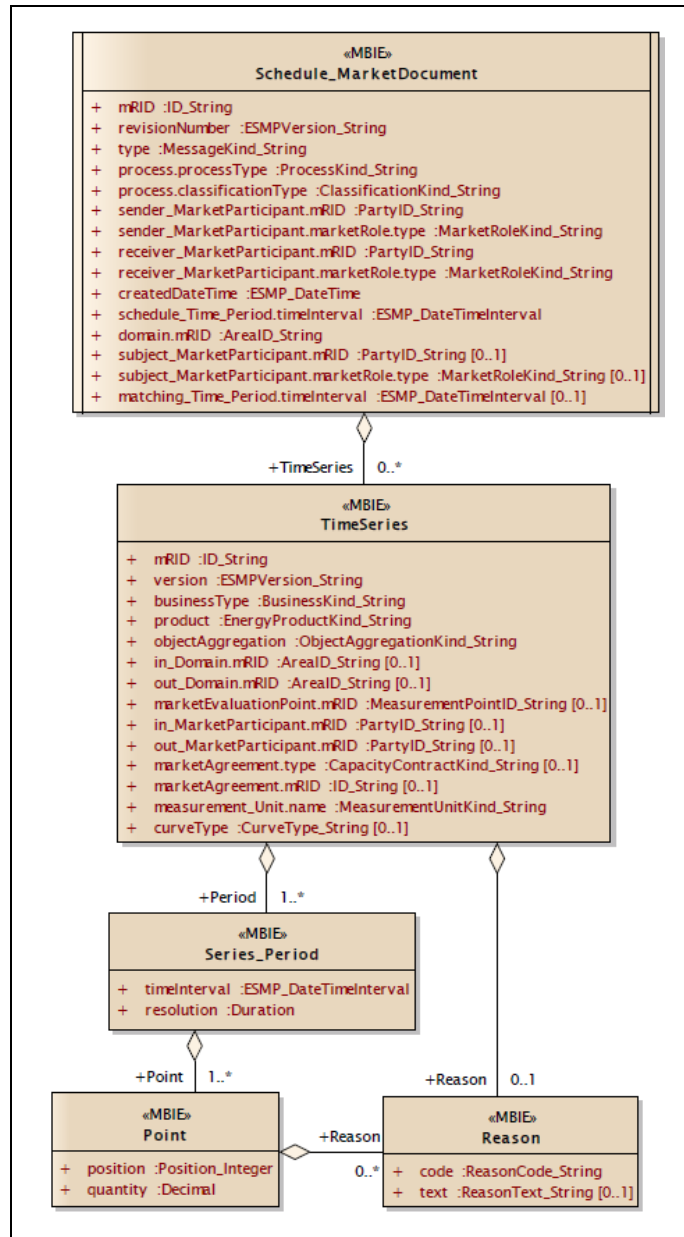 «MBIE»
Schedule_MarketDocument
+ mRID :ID_String
+ revisionNumber :ESMPVersion_String
+ type :MessageKind_String
+ process.processType :ProcessKind_String
+ process.classificationType :ClassificationKind_String
+ sender_MarketParticipant.mRID :PartyID_String
+ sender_MarketParticipant.marketRole.type :MarketRoleKind_String
+ receiver_MarketParticipant.mRID :PartyID_String
+ receiver_MarketParticipant.marketRole.type :MarketRoleKind_String
+ createdDateTime :ESMP_DateTime
+ schedule_Time_Period.timeInterval :ESMP_DateTimeInterval
+ domain.mRID :AreaID_String
+ subject_MarketParticipant.mRID :PartyID_String [0..1]
+ subject_MarketParticipant.marketRole.type :MarketRoleKind_String [0..1]
+ matching_Time_Period.timeInterval :ESMP_DateTimeInterval [0..1]
+TimeSeries 0..*
«MBIE»
TimeSeries
+ mRID :ID_String
+ version :ESMPVersion_String
+ businessType :BusinessKind_String
+ product :EnergyProductKind_String
+ objectAggregation :ObjectAggregationKind_String
+ in_Domain.mRID :AreaID_String [0..1]
+ out_Domain.mRID :AreaID_String [0..1]
+ marketEvaluationPoint.mRID :MeasurementPointID_String [0..1]
+ in_MarketParticipant.mRID :PartyID_String [0..1]
+ out_MarketParticipant.mRID :PartyID_String [0..1]
+ marketAgreement.type :CapacityContractKind_String [0..1]
+ marketAgreement.mRID :ID_String [0..1]
+ measurement_Unit.name :MeasurementUnitKind_String
+ curveType :CurveType_String [0..1]
+Period 1..*
«MBIE»
Series_Period
+ timeInterval :ESMP_DateTimeInterval
+ resolution :Duration
+Point 1..*
+Reason 0..1
«MBIE»
Point
+ position :Position_Integer
+ quantity :Decimal
+Reason
0..*
«MBIE»
Reason
+ code :ReasonCode_String
+ text :ReasonText_String [0..1]